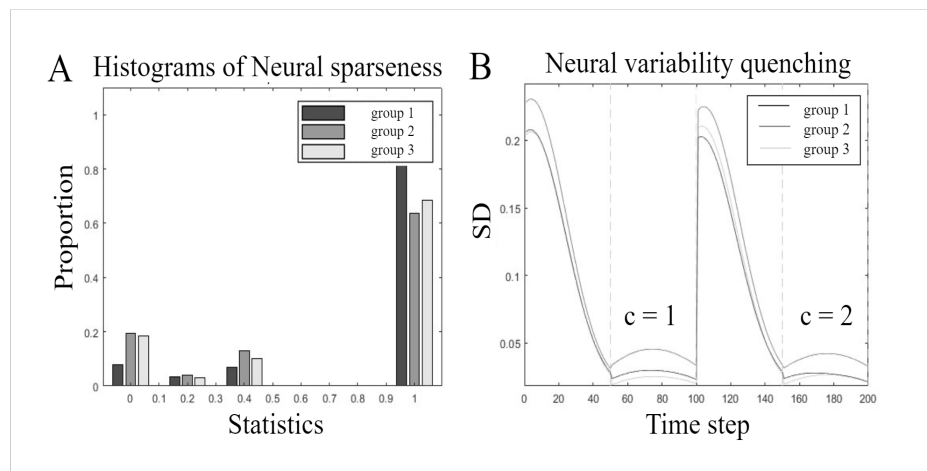 A Histograms of Neural sparseness
group 1
group 2
group 3
Proportion
1
0.8
0.6
0.4
0.2
0
0 0.1 0.2 0.3 0.4 0.5 0.6 0.7 0.8 0.9 1
Statistics
B Neural variability quenching
group 1
group 2
group 3
SD
0.2
0.15
0.1
0.05
c = 1
c = 2
0 20 40 60 80 100 120 140 160 180 200
Time step